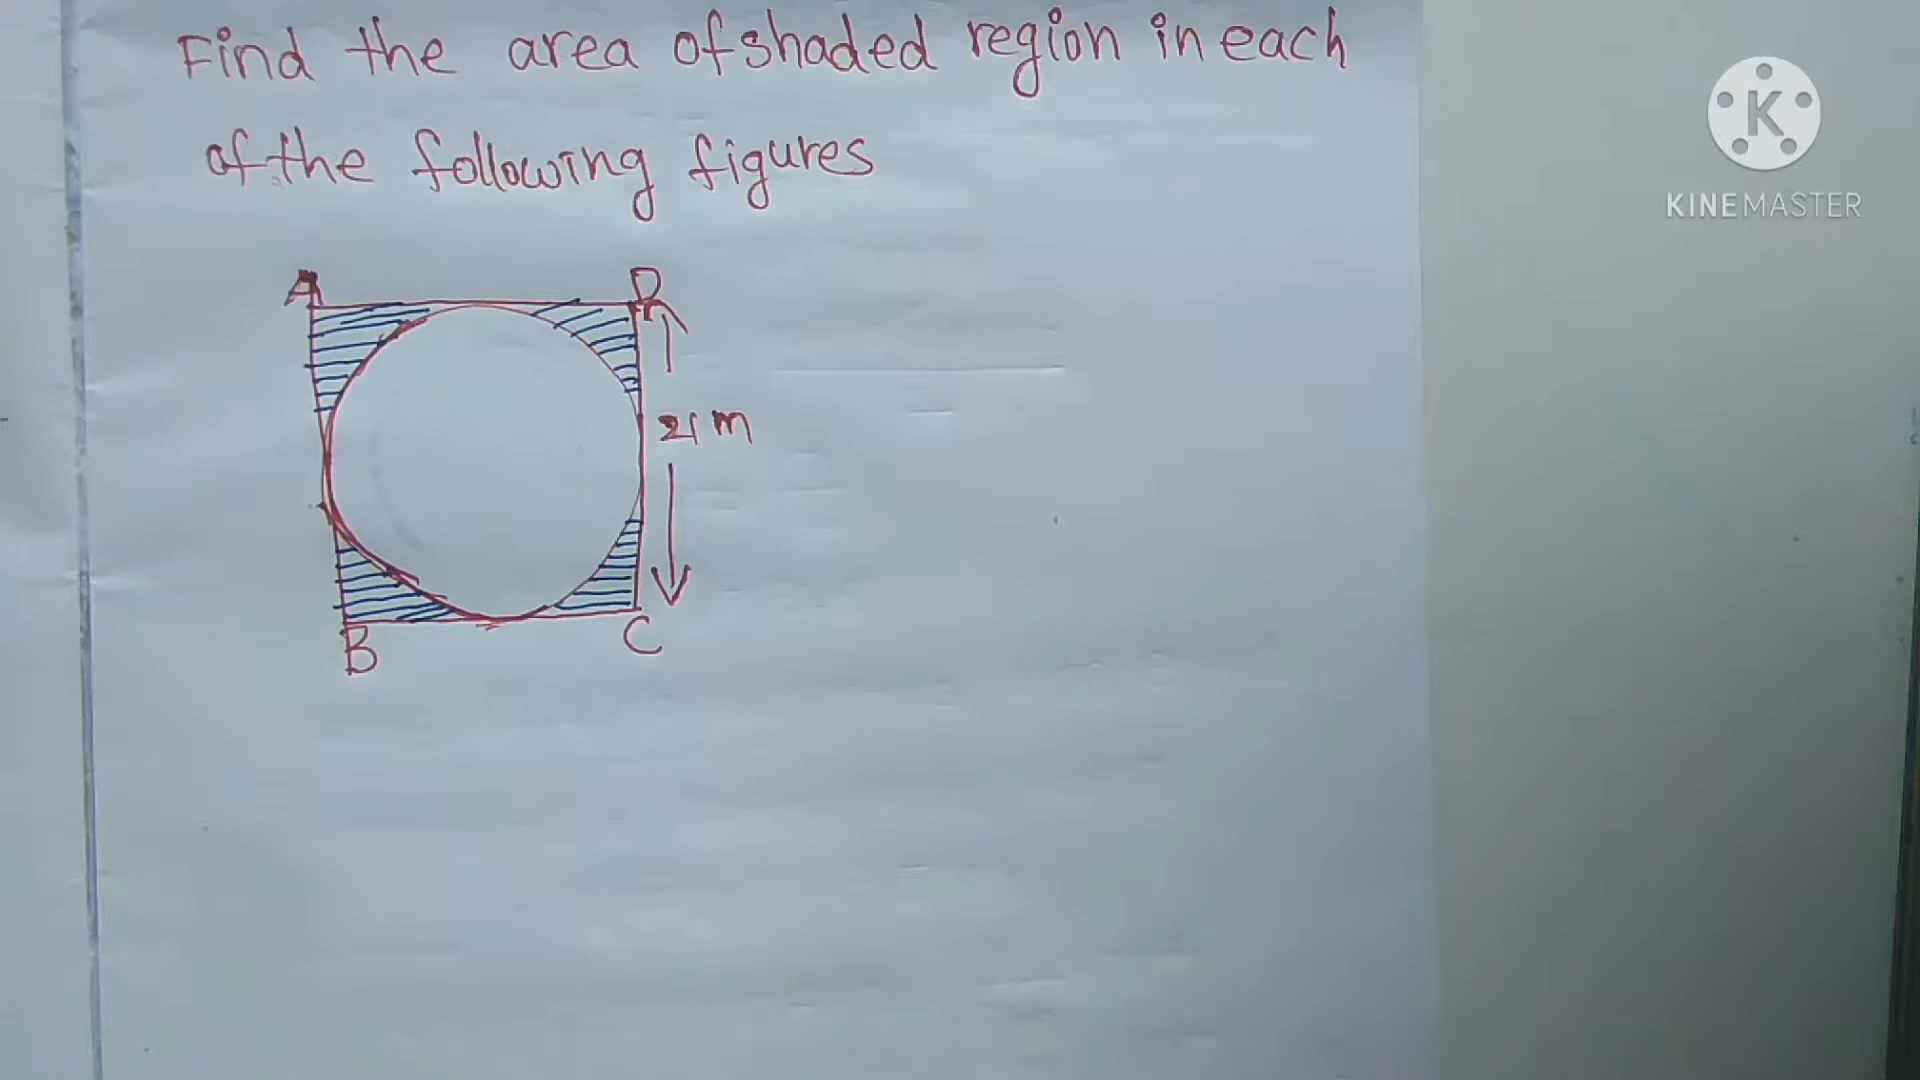 Find the area of shaded region in each
of the following figures
K
KINEMASTER
A
D
21 m
B
C